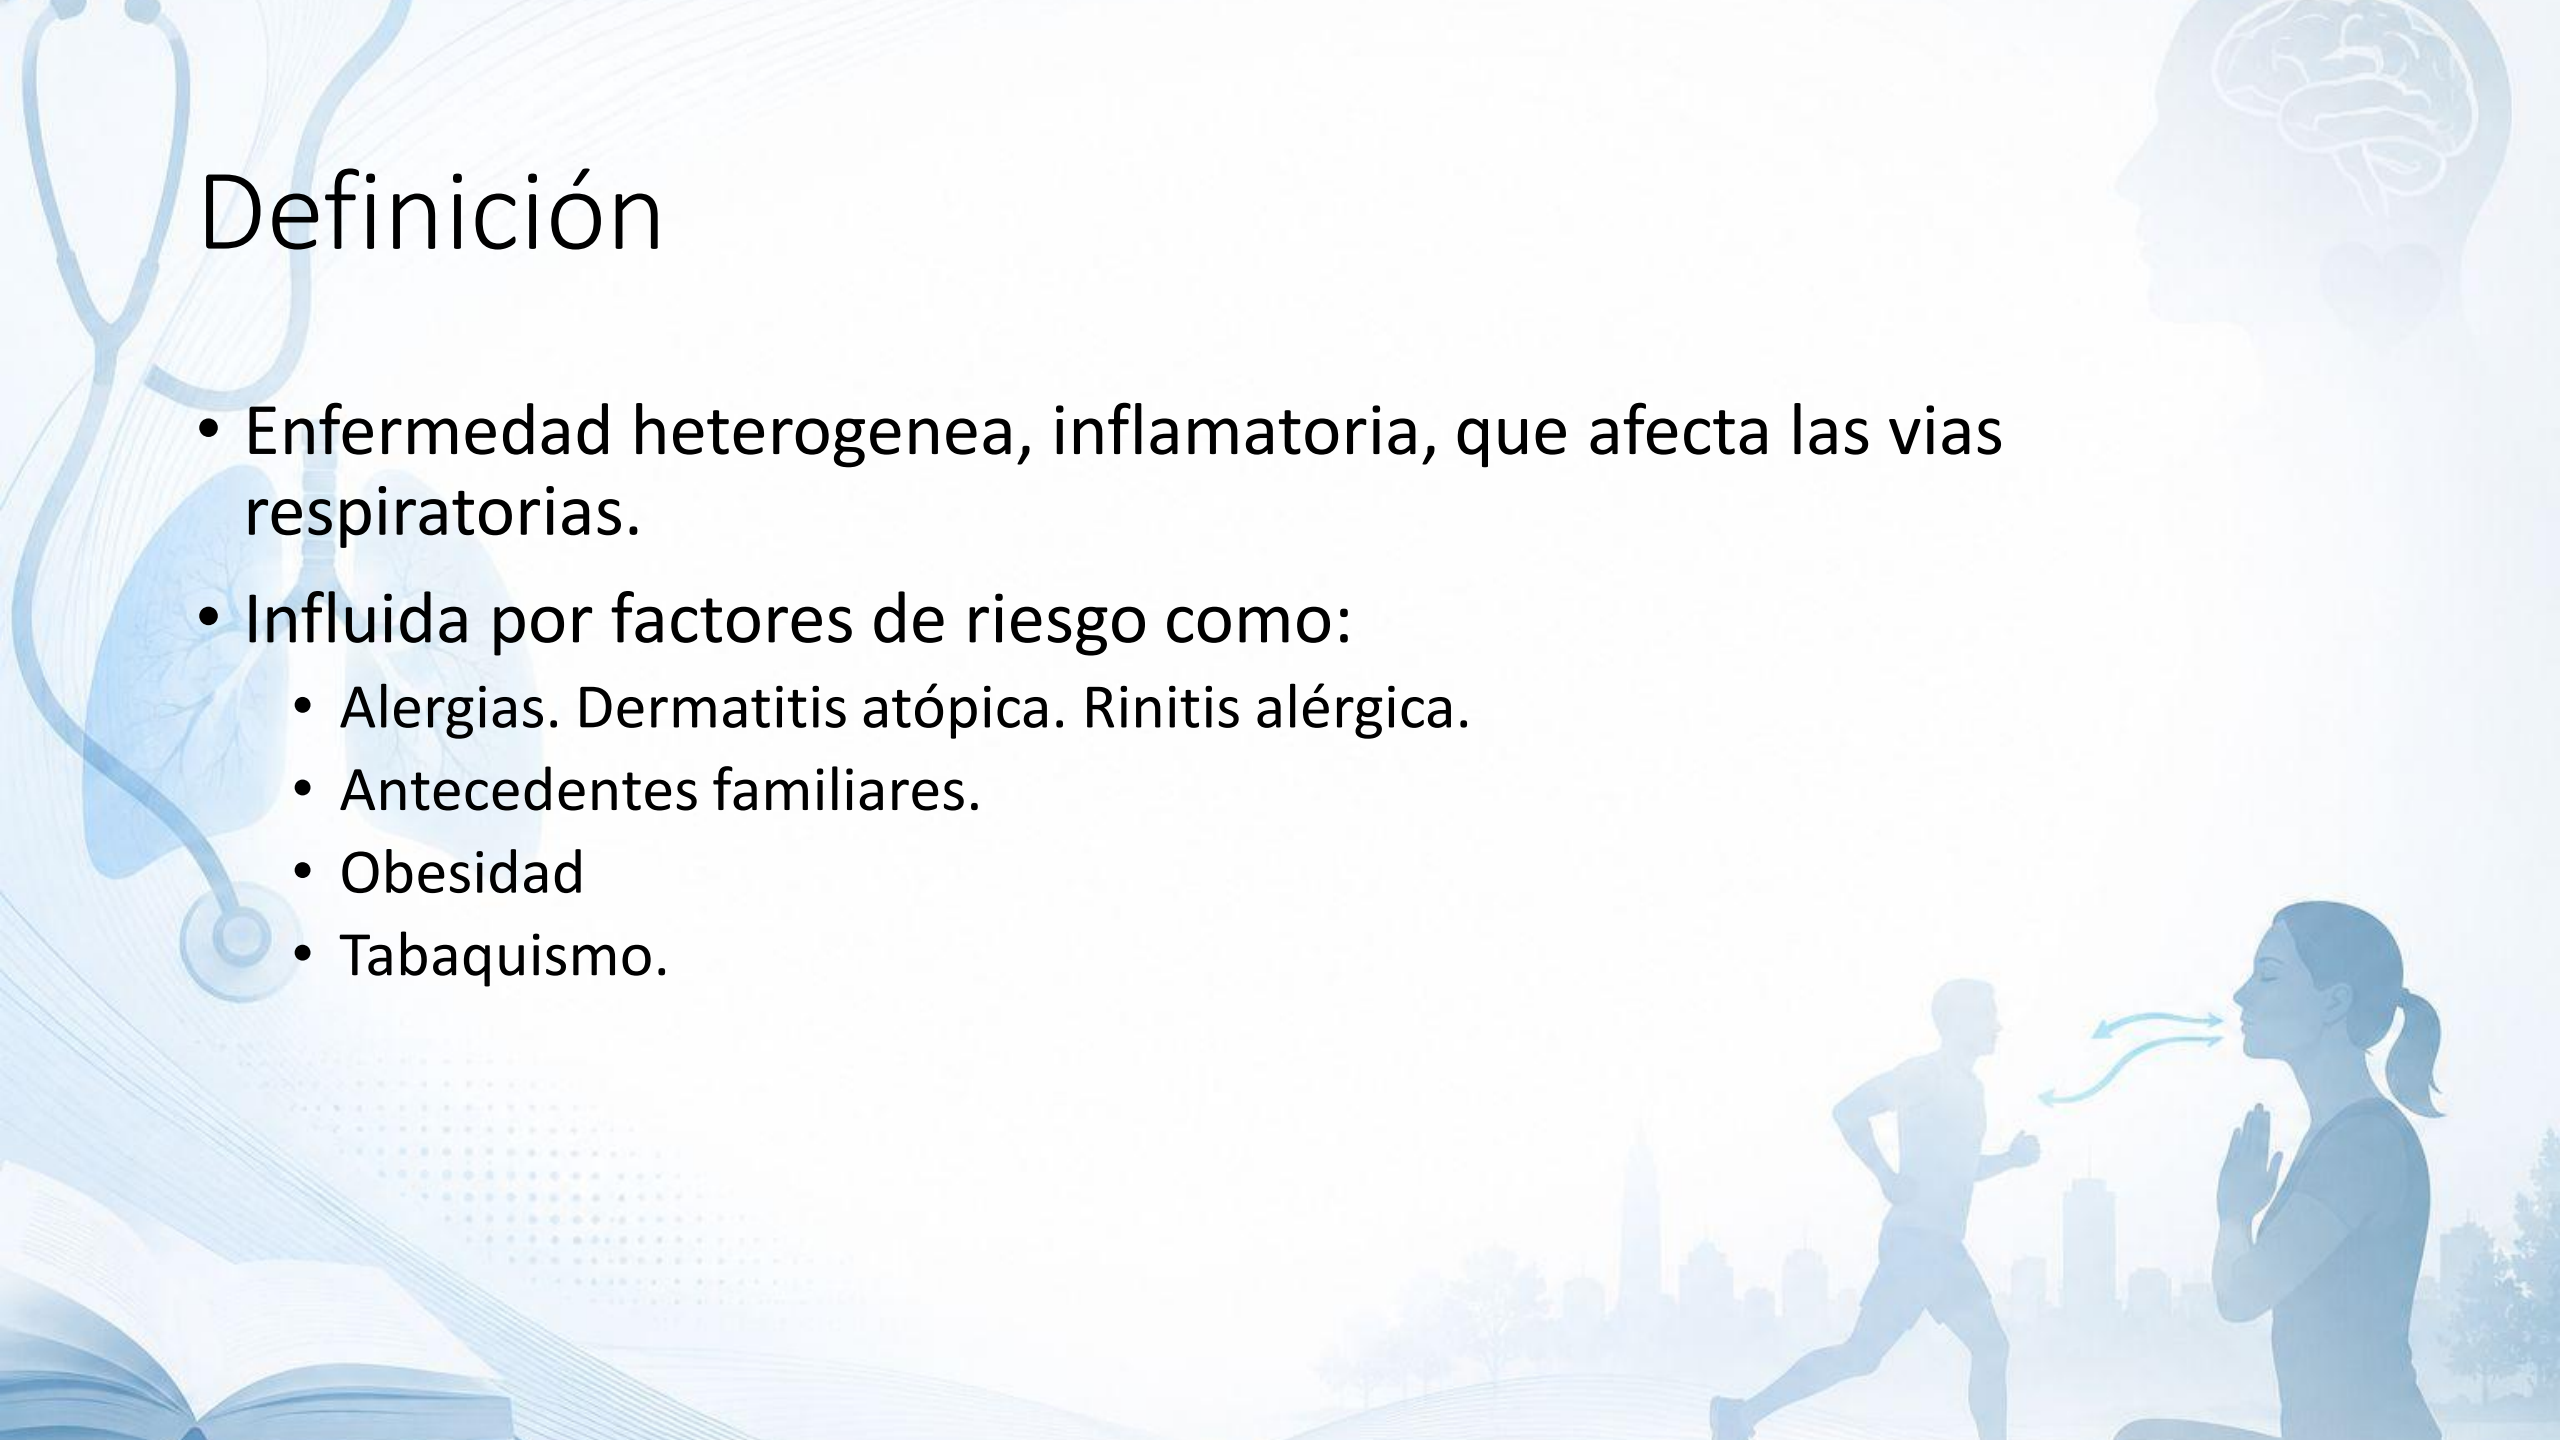 Definición
• Enfermedad heterogenea, inflamatoria, que afecta las vias
respiratorias.
• Influida por factores de riesgo como:
• Alergias. Dermatitis atópica. Rinitis alérgica.
• Antecedentes familiares.
• Obesidad
• Tabaquismo.